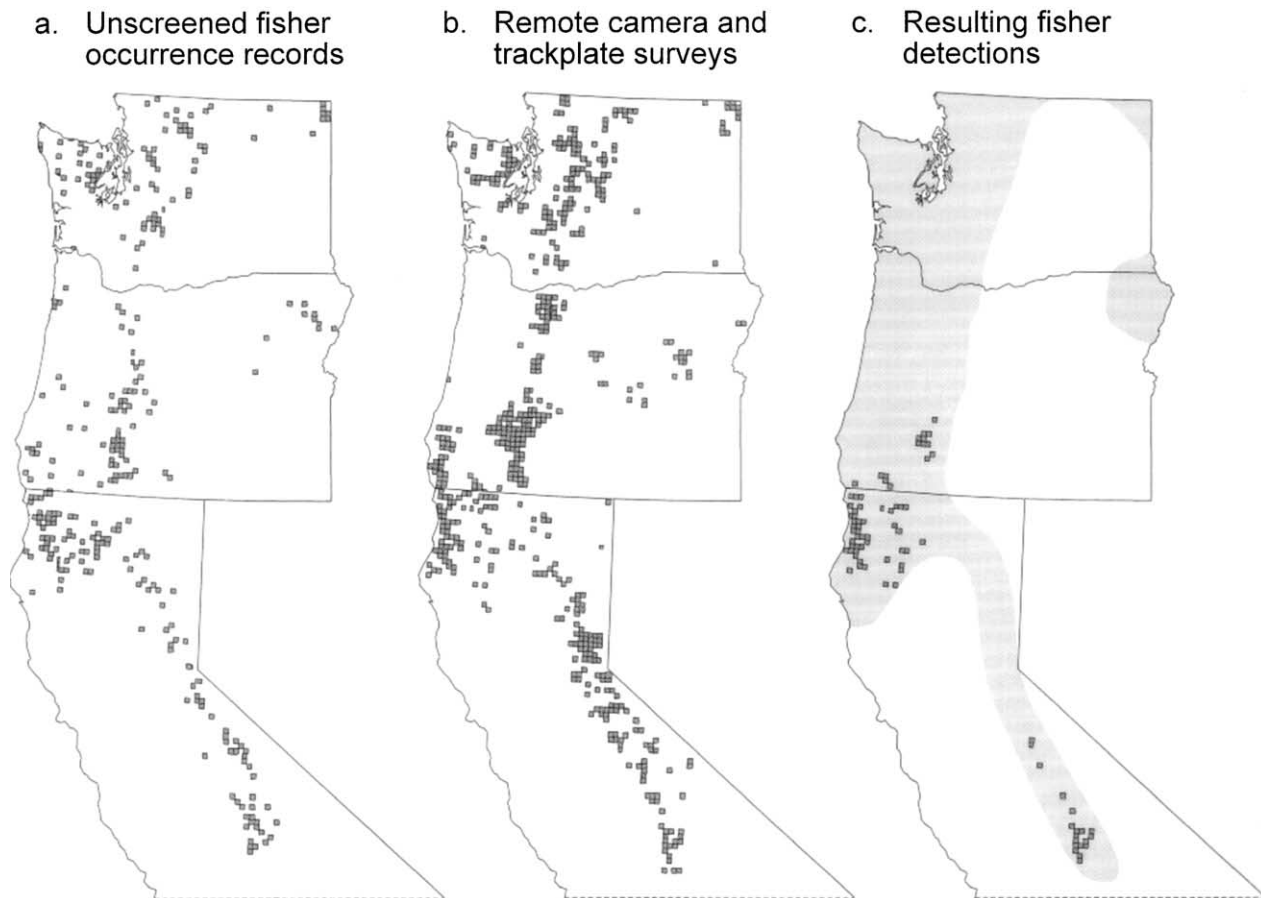 a. Unscreened fisher
occurrence records
b. Remote camera and
trackplate surveys
c. Resulting fisher
detections